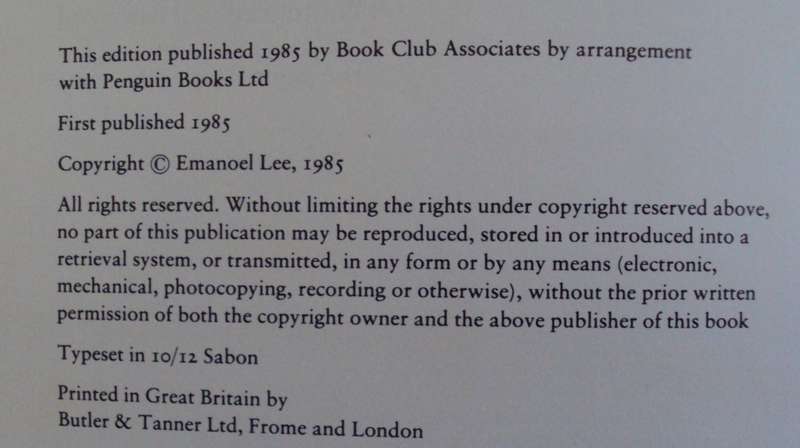 This edition published 1985 by Book Club Associates by arrangement
with Penguin Books Ltd
First published 1985
Copyright © Emanoel Lee, 1985
All rights reserved. Without limiting the rights under copyright reserved above,
no part of this publication may be reproduced, stored in or introduced into a
retrieval system, or transmitted, in any form or by any means (electronic,
mechanical, photocopying, recording or otherwise), without the prior written
permission of both the copyright owner and the above publisher of this book
Typeset in 10/12 Sabon
Printed in Great Britain by
Butler & Tanner Ltd, Frome and London